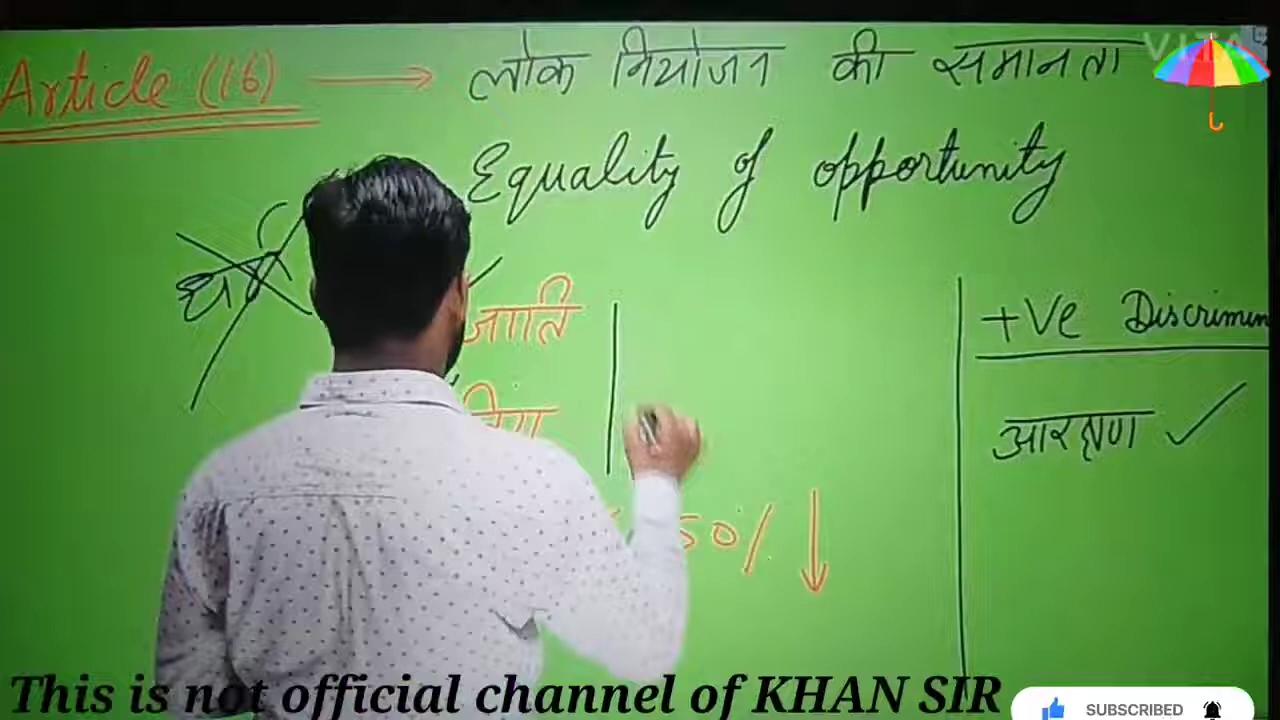 Article (16) → लोक नियोजन की समानता
Equality of opportunity
धर्म
जाति
लिंग
50% ↓
+Ve Discrimin
आरक्षण ✓
This is not official channel of KHAN SIR
SUBSCRIBED